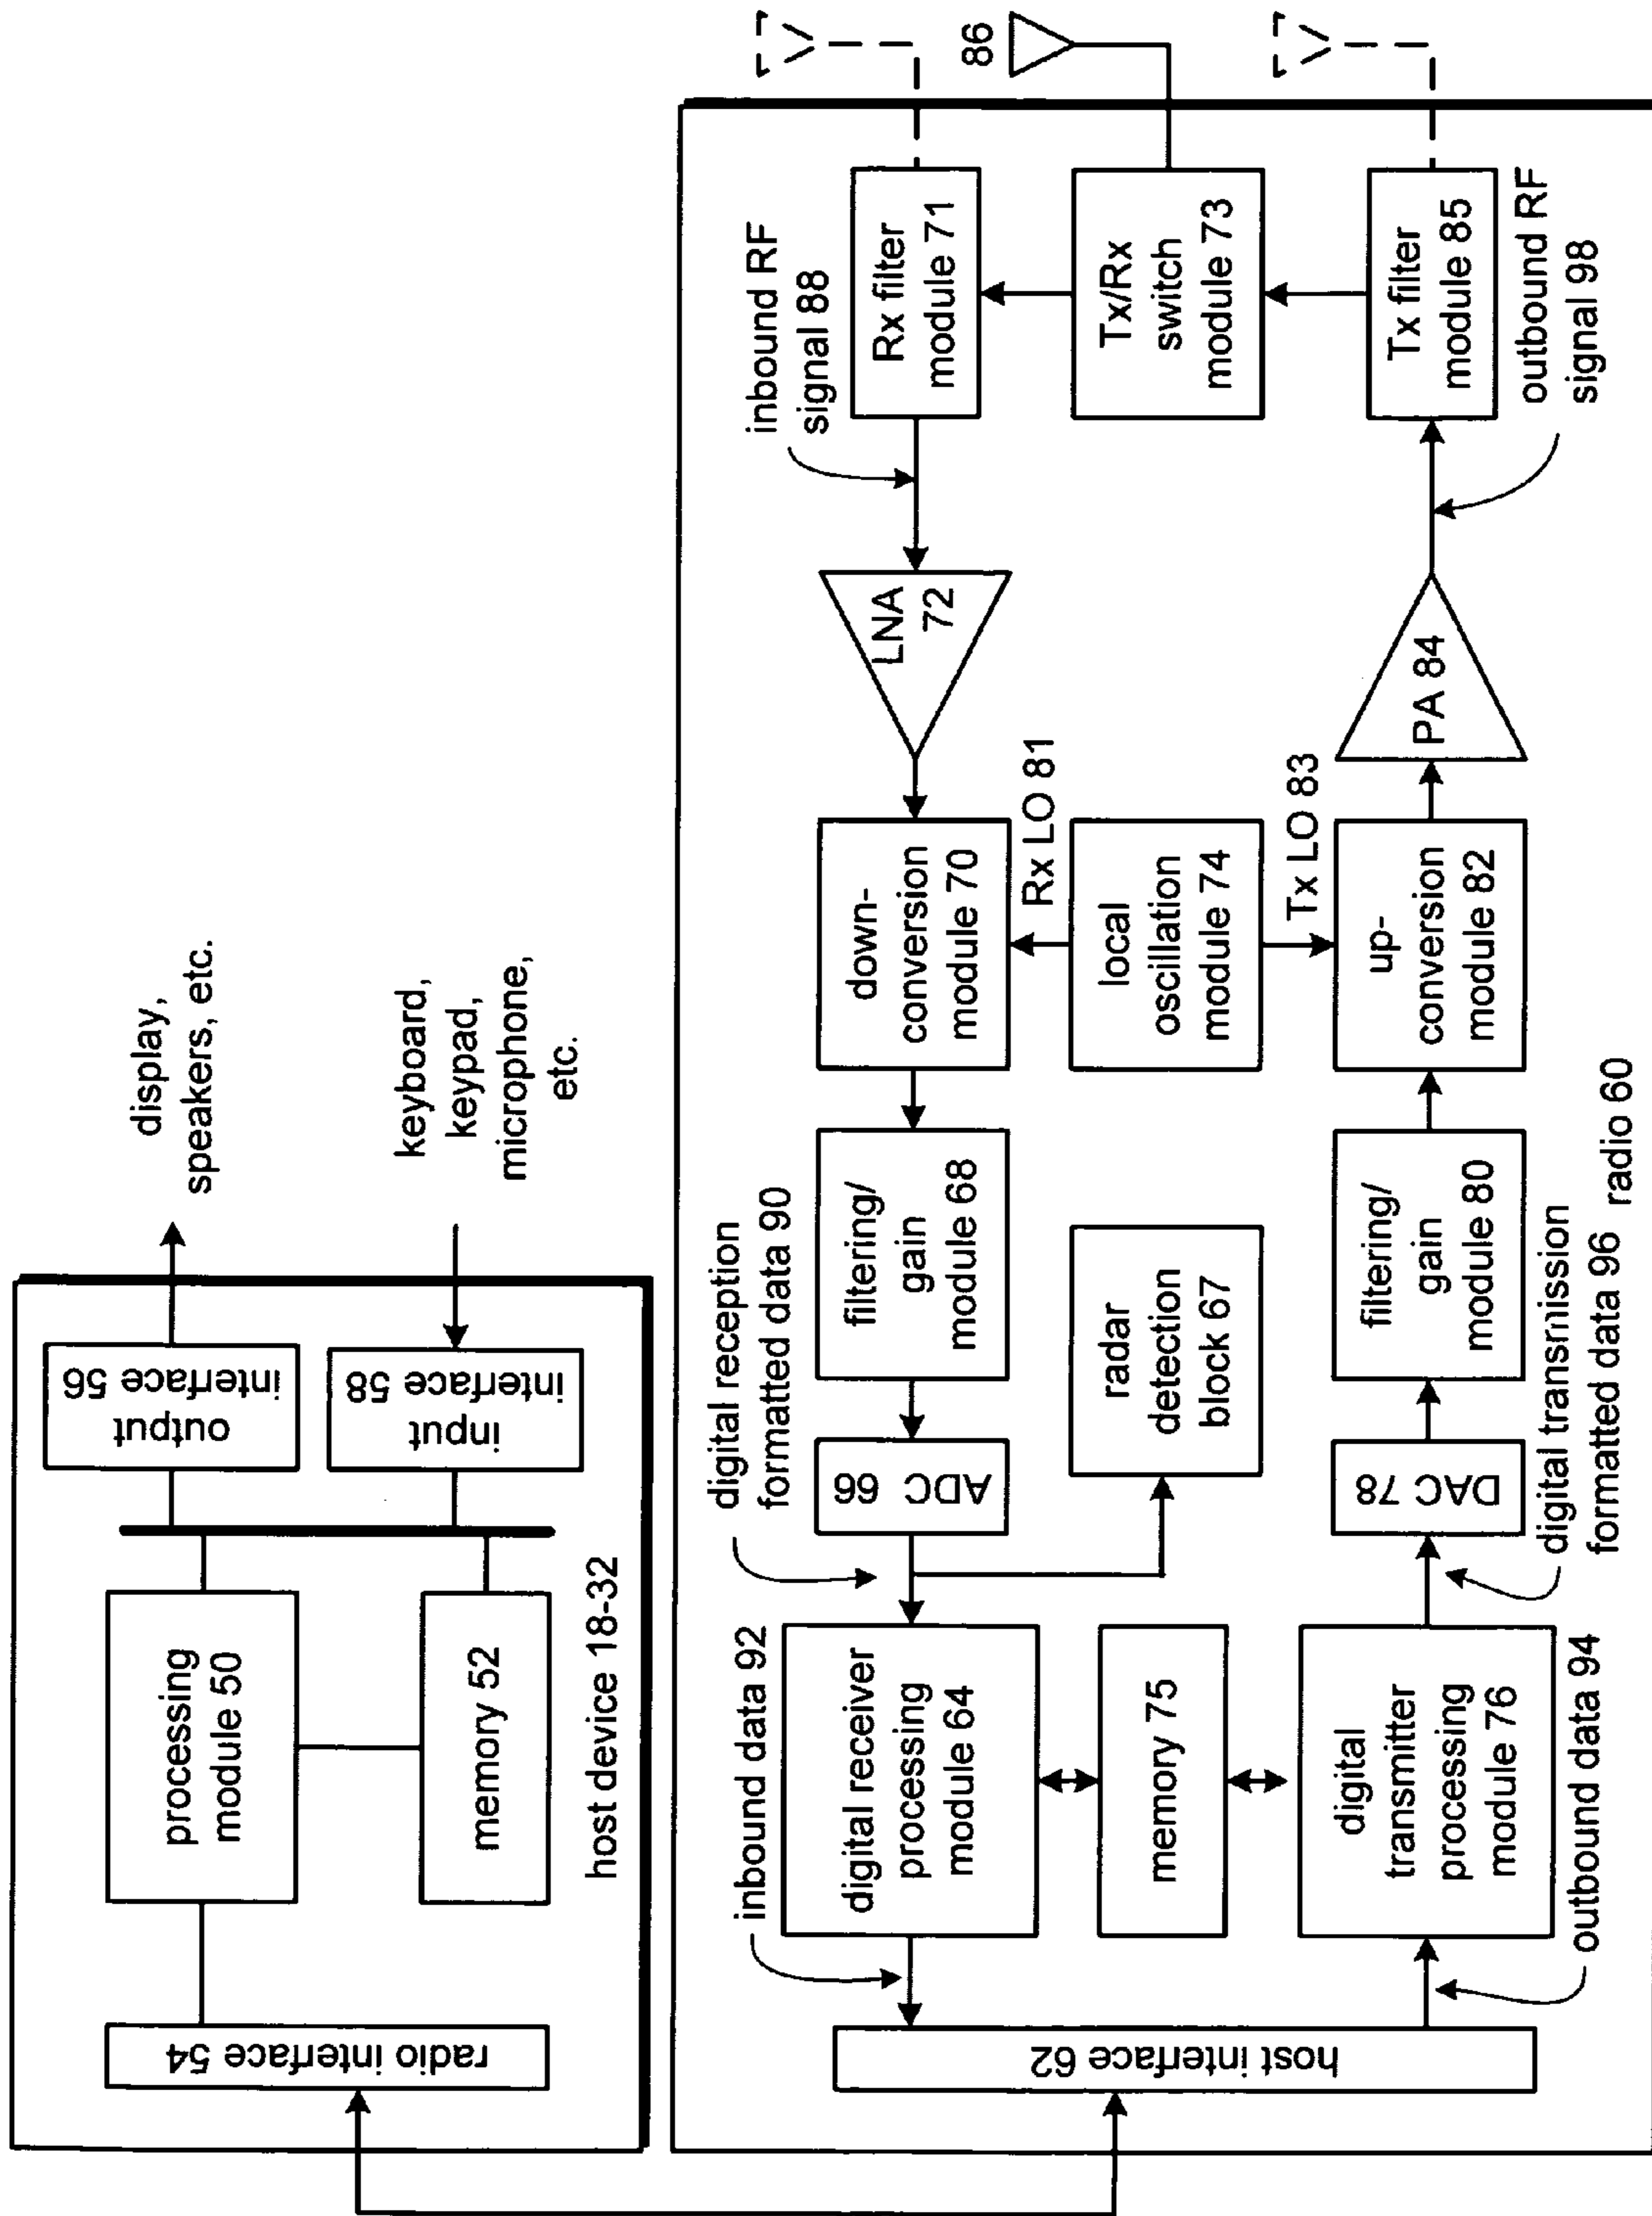 display,
speakers, etc.
keyboard,
keypad,
microphone,
etc.
output
interface 56
input
interface 58
processing
module 50
memory 52
host device 18-32
radio interface 54
inbound RF
signal 88
86
Rx filter
module 71
Tx/Rx
switch
module 73
Tx filter
module 85
outbound RF
signal 98
LNA
72
PA 84
down-
conversion
module 70
Rx LO 81
local
oscillation
module 74
Tx LO 83
up-
conversion
module 82
filtering/
gain
module 68
filtering/
gain
module 80
radio 60
digital reception
formatted data 90
ADC 66
radar
detection
block 67
DAC 78
digital transmission
formatted data 96
inbound data 92
digital receiver
processing
module 64
memory 75
digital
transmitter
processing
module 76
outbound data 94
host interface 62